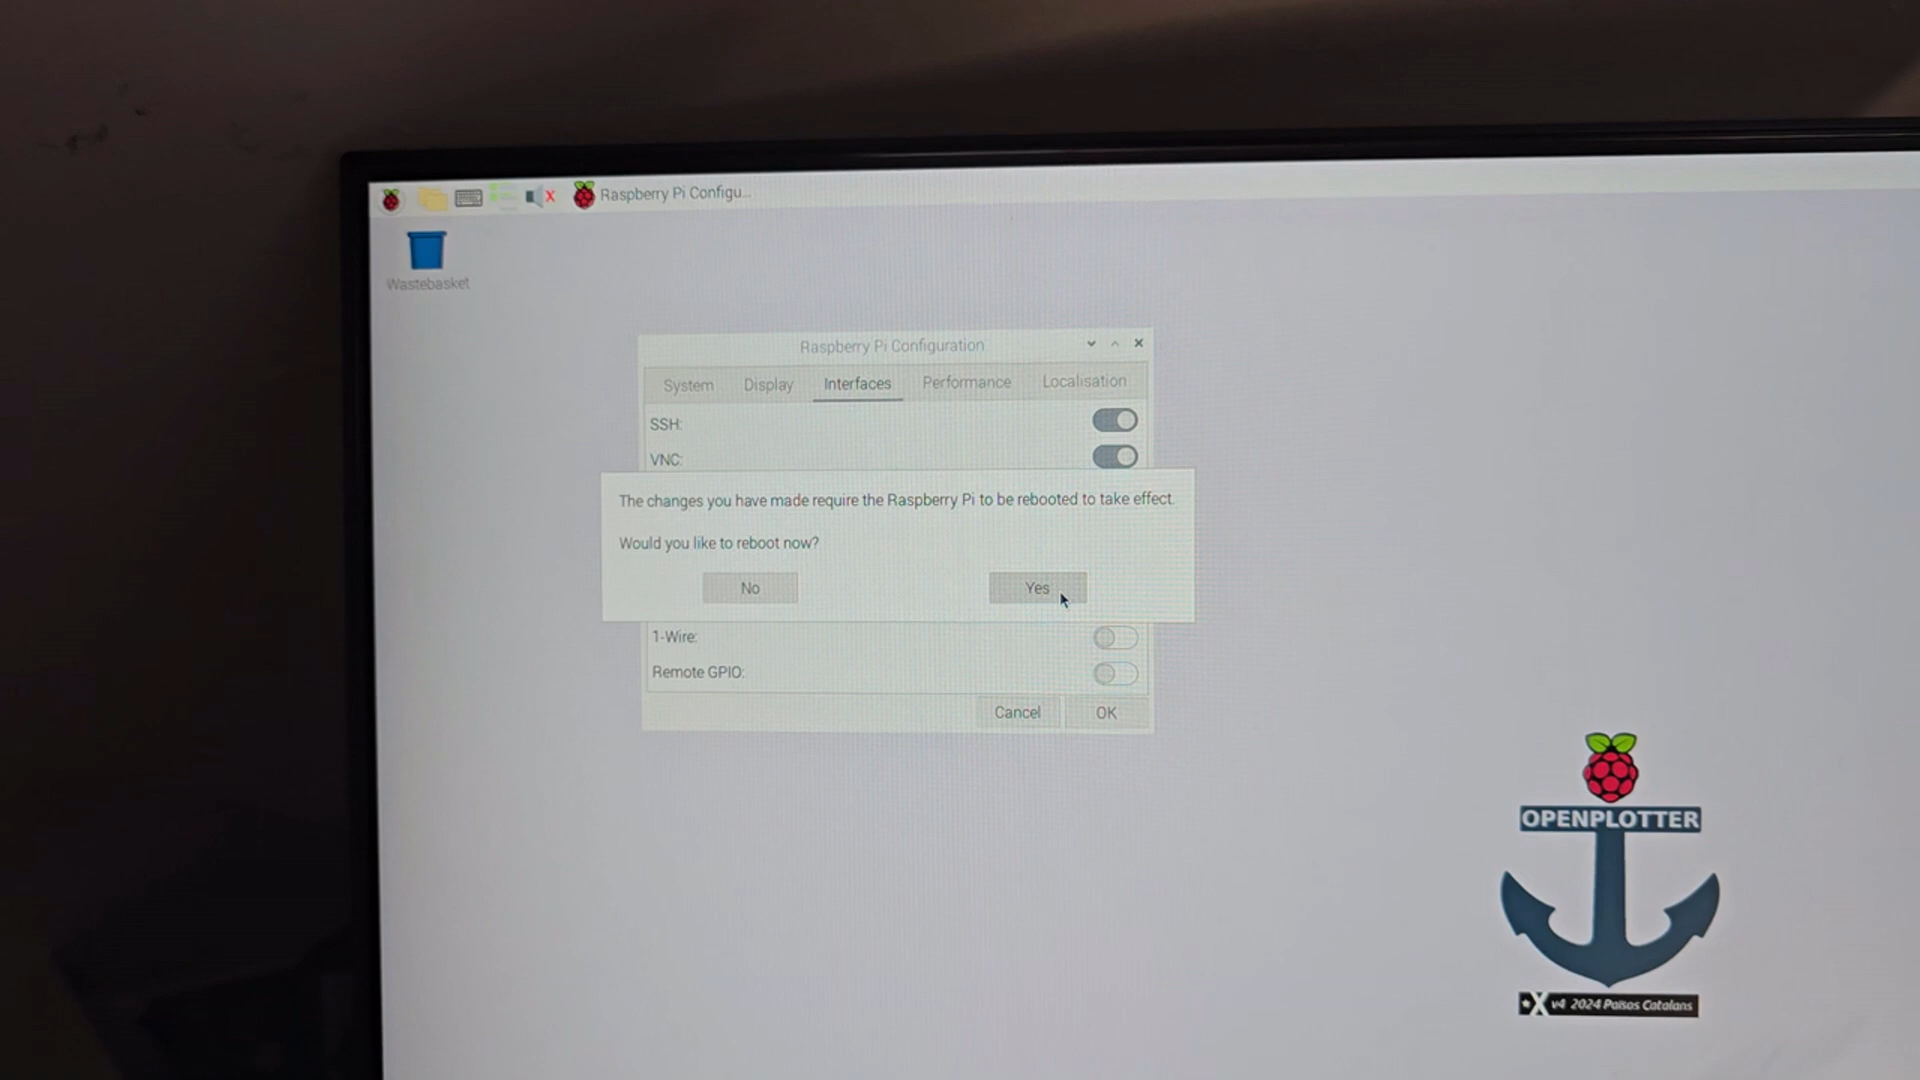 Raspberry Pi Configu...
Wastebasket
Raspberry Pi Configuration
System Display Interfaces Performance Localisation
SSH:
VNC:
The changes you have made require the Raspberry Pi to be rebooted to take effect.
Would you like to reboot now?
No Yes
1-Wire:
Remote GPIO:
Cancel OK
OPENPLOTTER
v4 2024 Països Catalans